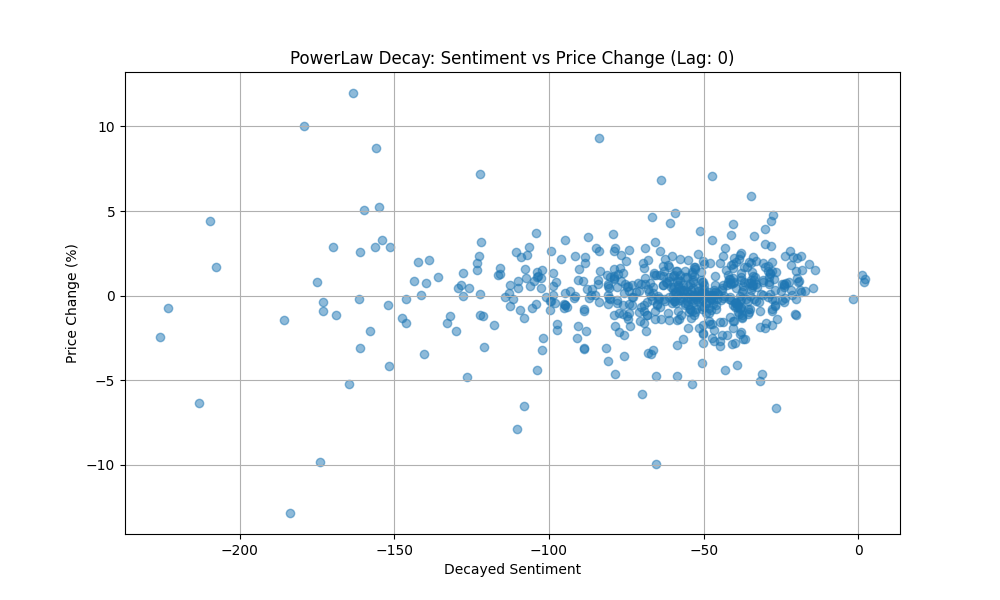 PowerLaw Decay: Sentiment vs Price Change (Lag: 0)
10
5
0
−5
−10
Price Change (%)
−200 −150 −100 −50 0
Decayed Sentiment